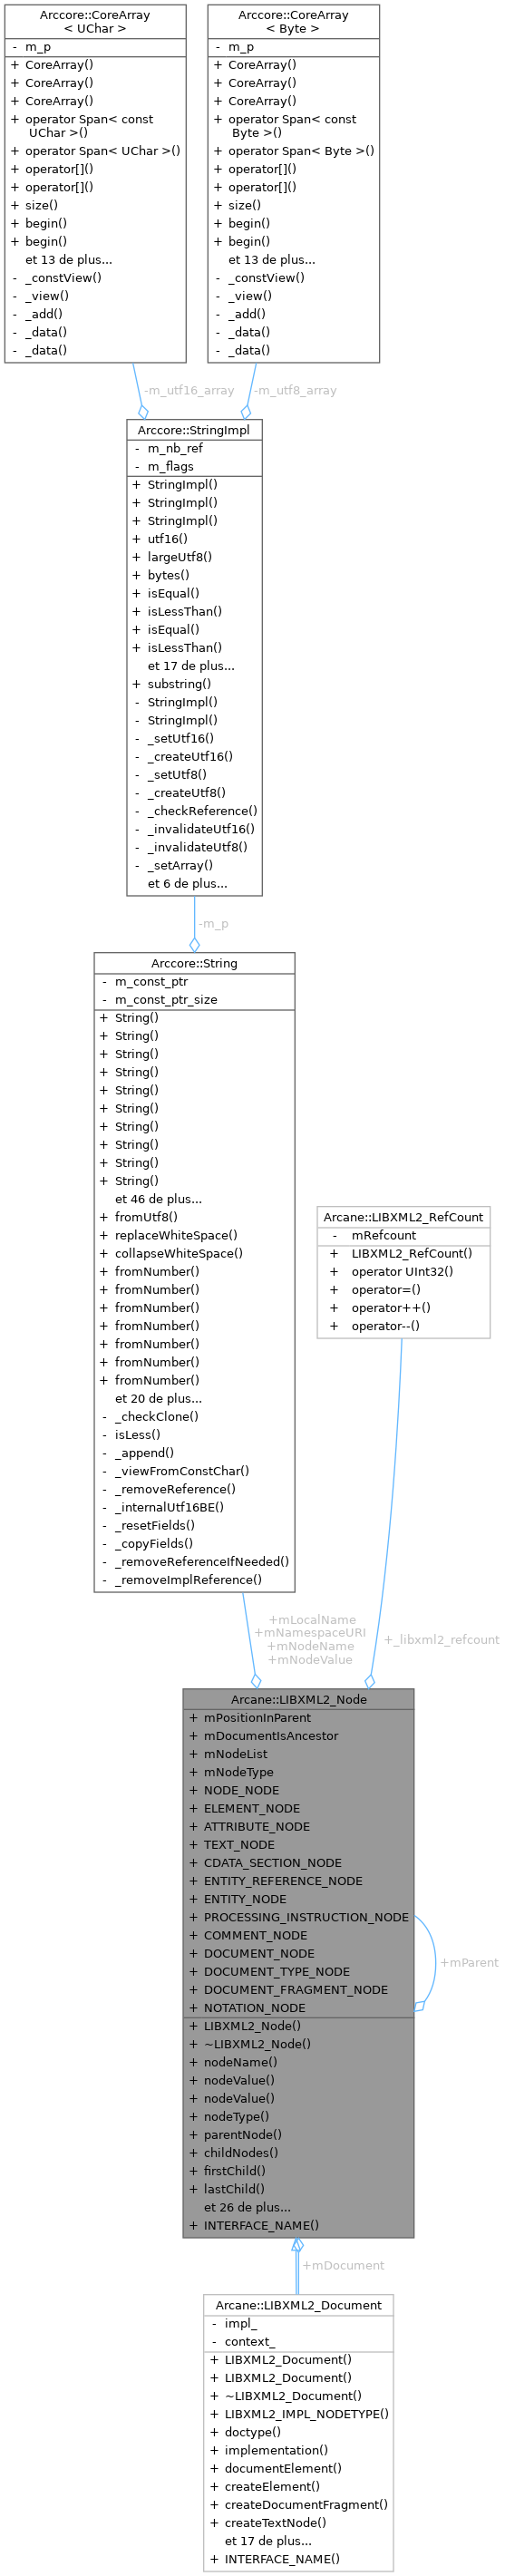 Arccore::CoreArray
< UChar >
- m_p
+ CoreArray()
+ CoreArray()
+ CoreArray()
+ operator Span< const
UChar >()
+ operator Span< UChar >()
+ operator[]()
+ operator[]()
+ size()
+ begin()
+ begin()
et 13 de plus...
- _constView()
- _view()
- _add()
- _data()
- _data()
Arccore::CoreArray
< Byte >
- m_p
+ CoreArray()
+ CoreArray()
+ CoreArray()
+ operator Span< const
Byte >()
+ operator Span< Byte >()
+ operator[]()
+ operator[]()
+ size()
+ begin()
+ begin()
et 13 de plus...
- _constView()
- _view()
- _add()
- _data()
- _data()
-m_utf16_array
-m_utf8_array
Arccore::StringImpl
- m_nb_ref
- m_flags
+ StringImpl()
+ StringImpl()
+ StringImpl()
+ utf16()
+ largeUtf8()
+ bytes()
+ isEqual()
+ isLessThan()
+ isEqual()
+ isLessThan()
et 17 de plus...
+ substring()
- StringImpl()
- StringImpl()
- _setUtf16()
- _createUtf16()
- _setUtf8()
- _createUtf8()
- _checkReference()
- _invalidateUtf16()
- _invalidateUtf8()
- _setArray()
et 6 de plus...
-m_p
Arccore::String
- m_const_ptr
- m_const_ptr_size
+ String()
+ String()
+ String()
+ String()
+ String()
+ String()
+ String()
+ String()
+ String()
+ String()
et 46 de plus...
+ fromUtf8()
+ replaceWhiteSpace()
+ collapseWhiteSpace()
+ fromNumber()
+ fromNumber()
+ fromNumber()
+ fromNumber()
+ fromNumber()
+ fromNumber()
+ fromNumber()
et 20 de plus...
- _checkClone()
- isLess()
- _append()
- _viewFromConstChar()
- _removeReference()
- _internalUtf16BE()
- _resetFields()
- _copyFields()
- _removeReferenceIfNeeded()
- _removeImplReference()
Arcane::LIBXML2_RefCount
- mRefcount
+ LIBXML2_RefCount()
+ operator UInt32()
+ operator=()
+ operator++()
+ operator--()
+mLocalName
+mNamespaceURI
+mNodeName
+mNodeValue
+_libxml2_refcount
Arcane::LIBXML2_Node
+ mPositionInParent
+ mDocumentIsAncestor
+ mNodeList
+ mNodeType
+ NODE_NODE
+ ELEMENT_NODE
+ ATTRIBUTE_NODE
+ TEXT_NODE
+ CDATA_SECTION_NODE
+ ENTITY_REFERENCE_NODE
+ ENTITY_NODE
+ PROCESSING_INSTRUCTION_NODE
+ COMMENT_NODE
+ DOCUMENT_NODE
+ DOCUMENT_TYPE_NODE
+ DOCUMENT_FRAGMENT_NODE
+ NOTATION_NODE
+ LIBXML2_Node()
+ ~LIBXML2_Node()
+ nodeName()
+ nodeValue()
+ nodeValue()
+ nodeType()
+ parentNode()
+ childNodes()
+ firstChild()
+ lastChild()
et 26 de plus...
+ INTERFACE_NAME()
+mParent
+mDocument
Arcane::LIBXML2_Document
- impl_
- context_
+ LIBXML2_Document()
+ LIBXML2_Document()
+ ~LIBXML2_Document()
+ LIBXML2_IMPL_NODETYPE()
+ doctype()
+ implementation()
+ documentElement()
+ createElement()
+ createDocumentFragment()
+ createTextNode()
et 17 de plus...
+ INTERFACE_NAME()